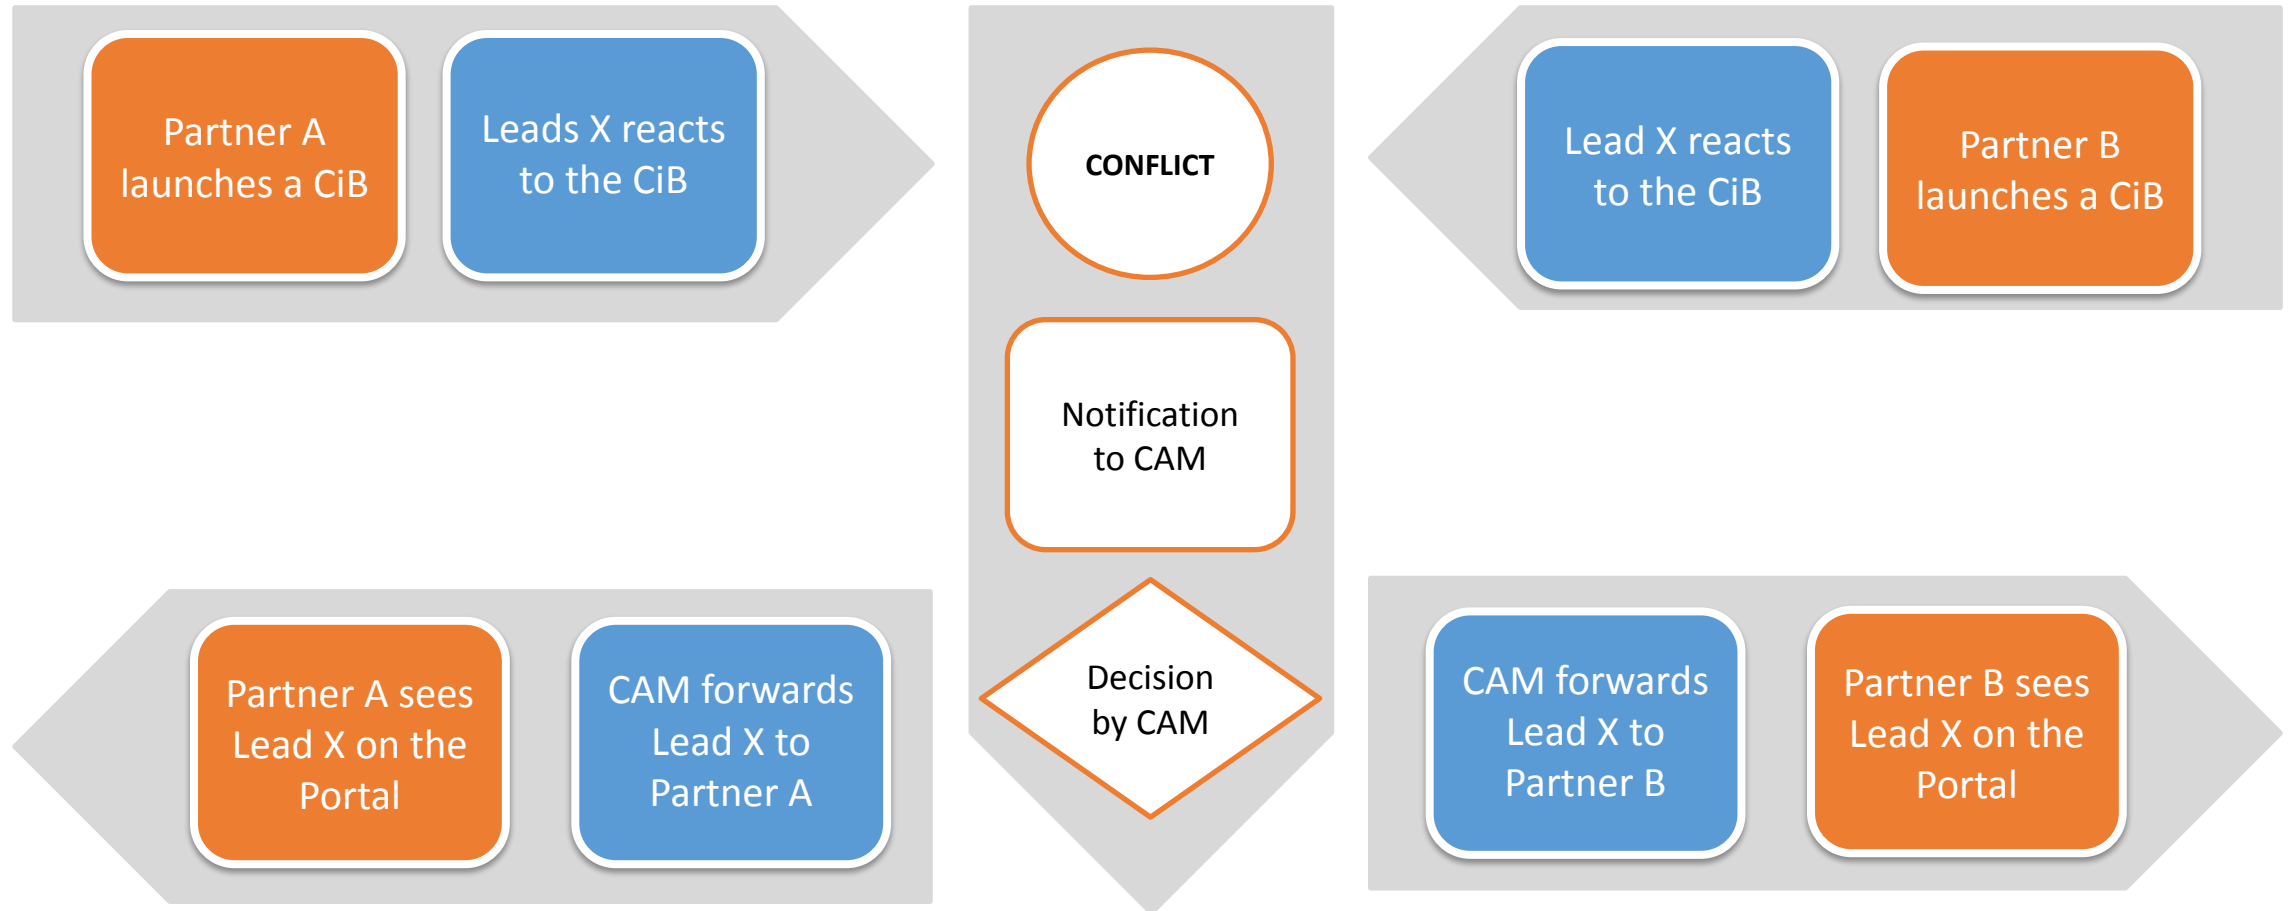 Partner A
launches a CiB
Leads X reacts
to the CiB
CONFLICT
Lead X reacts
to the CiB
Partner B
launches a CiB
Notification
to CAM
Partner A sees
Lead X on the
Portal
CAM forwards
Lead X to
Partner A
Decision
by CAM
CAM forwards
Lead X to
Partner B
Partner B sees
Lead X on the
Portal